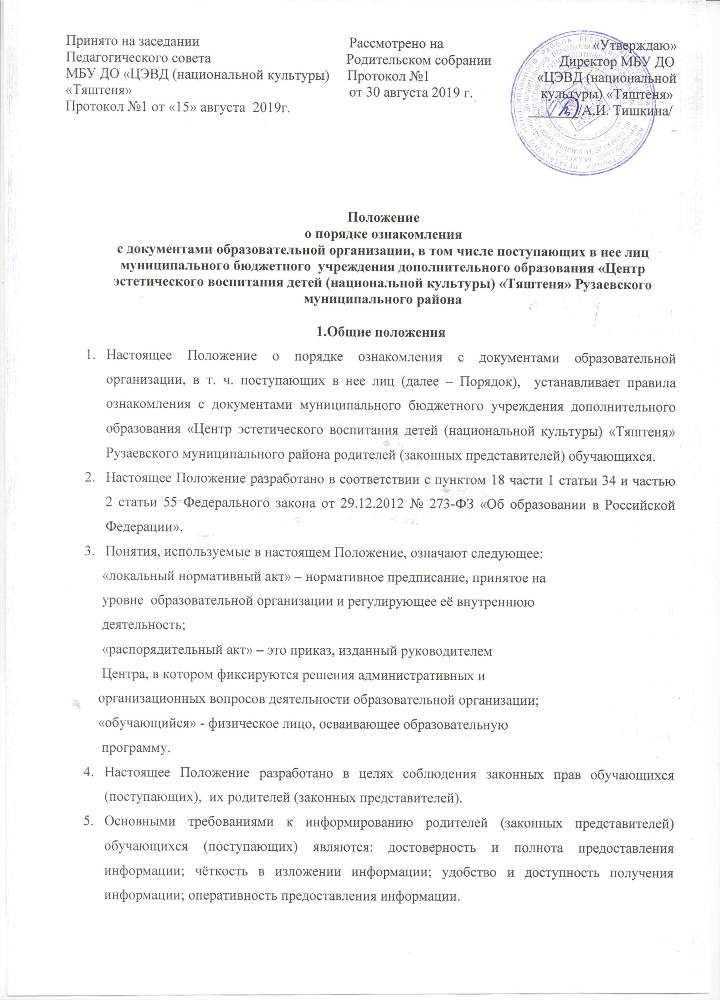 Принято на заседании
Педагогического совета
МБУ ДО «ЦЭВД (национальной культуры)
«Тяштеня»
Протокол №1 от «15» августа 2019г.
Рассмотрено на
Родительском собрании
Протокол №1
от 30 августа 2019 г.
«Утверждаю»
Директор МБУ ДО
«ЦЭВД (национальной
культуры) «Тяштеня»
________/А.И. Тишкина/
Положение
о порядке ознакомления
с документами образовательной организации, в том числе поступающих в нее лиц
муниципального бюджетного учреждения дополнительного образования «Центр
эстетического воспитания детей (национальной культуры) «Тяштеня» Рузаевского
муниципального района
1.Общие положения
1. Настоящее Положение о порядке ознакомления с документами образовательной
организации, в т. ч. поступающих в нее лиц (далее – Порядок), устанавливает правила
ознакомления с документами муниципального бюджетного учреждения дополнительного
образования «Центр эстетического воспитания детей (национальной культуры) «Тяштеня»
Рузаевского муниципального района родителей (законных представителей) обучающихся.
2. Настоящее Положение разработано в соответствии с пунктом 18 части 1 статьи 34 и частью
2 статьи 55 Федерального закона от 29.12.2012 № 273-ФЗ «Об образовании в Российской
Федерации».
3. Понятия, используемые в настоящем Положение, означают следующее:
«локальный нормативный акт» – нормативное предписание, принятое на
уровне образовательной организации и регулирующее её внутреннюю
деятельность;
«распорядительный акт» – это приказ, изданный руководителем
Центра, в котором фиксируются решения административных и
организационных вопросов деятельности образовательной организации;
«обучающийся» - физическое лицо, осваивающее образовательную
программу.
4. Настоящее Положение разработано в целях соблюдения законных прав обучающихся
(поступающих), их родителей (законных представителей).
5. Основными требованиями к информированию родителей (законных представителей)
обучающихся (поступающих) являются: достоверность и полнота предоставления
информации; чёткость в изложении информации; удобство и доступность получения
информации; оперативность предоставления информации.